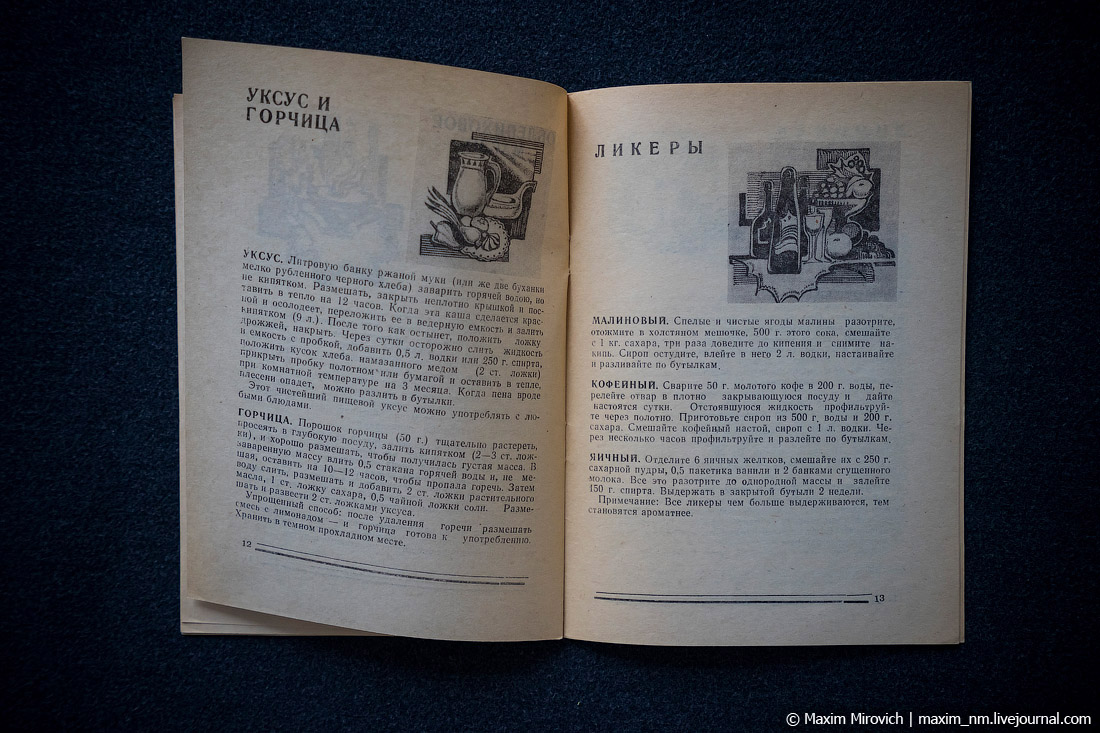 УКСУС И
ГОРЧИЦА
УКСУС. Литровую банку ржаной муки (или же две буханки
мелко рубленного черного хлеба) заварить горячей водою, но
не кипятком. Размешать, закрыть неплотно крышкой и пос-
тавить в тепло на 12 часов. Когда эта каша сделается крас-
ной и осолодеет, переложить ее в ведерную емкость и залить
кипятком (9 л.). После того как остынет, положить ложку
дрожжей, накрыть. Через сутки осторожно слить жидкость
в емкость с пробкой, добавить 0,5 л. водки или 250 г. спирта,
положить кусок хлеба. намазанного медом (2 ст. ложки)
прикрыть пробку полотном или бумагой и оставить в тепле,
при комнатной температуре на 3 месяца. Когда пена вроде
плесени опадет, можно разлить в бутылки.
Этот чистейший пищевой уксус можно употреблять с лю-
быми блюдами.
ГОРЧИЦА. Порошок горчицы (50 г.) тщательно растереть,
просеять в глубокую посуду, залить кипятком (2—3 ст. лож-
ки), и хорошо размешать, чтобы получилась густая масса. В
заваренную массу влить 0,5 стакана горячей воды и, не ме-
шая, оставить на 10—12 часов, чтобы пропала горечь. Затем
воду слить, размешать и добавить 2 ст. ложки растительного
масла, 1 ст. ложку сахара, 0,5 чайной ложки соли. Разме-
шать и развести 2 ст. ложками уксуса.
Упрощенный способ: после удаления горечи размешать
смесь с лимонадом — и горчица готова к употреблению.
Хранить в темном прохладном месте.
12
ЛИКЕРЫ
МАЛИНОВЫЙ. Спелые и чистые ягоды малины разотрите,
отожмите в холстяном мешочке, 500 г. этого сока, смешайте
с 1 кг. сахара, три раза доведите до кипения и снимите на-
кипь. Сироп остудите, влейте в него 2 л. водки, настаивайте
и разливайте по бутылкам.
КОФЕЙНЫЙ. Сварите 50 г. молотого кофе в 200 г. воды, пе-
релейте отвар в плотно закрывающуюся посуду и дайте
настоятся сутки. Отстоявшуюся жидкость профильтруй-
те через полотно. Приготовьте сироп из 500 г. воды и 200 г.
сахара. Смешайте кофейный настой, сироп с 1 л. водки. Че-
рез несколько часов профильтруйте и разлейте по бутылкам.
ЯИЧНЫЙ. Отделите 6 яичных желтков, смешайте их с 250 г.
сахарной пудры, 0,5 пакетика ванили и 2 банками сгущенного
молока. Все это разотрите до однородной массы и залейте
150 г. спирта. Выдержать в закрытой бутыли 2 недели.
Примечание: Все ликеры чем больше выдерживаются, тем
становятся ароматнее.
13
© Maxim Mirovich | maxim_nm.livejournal.com